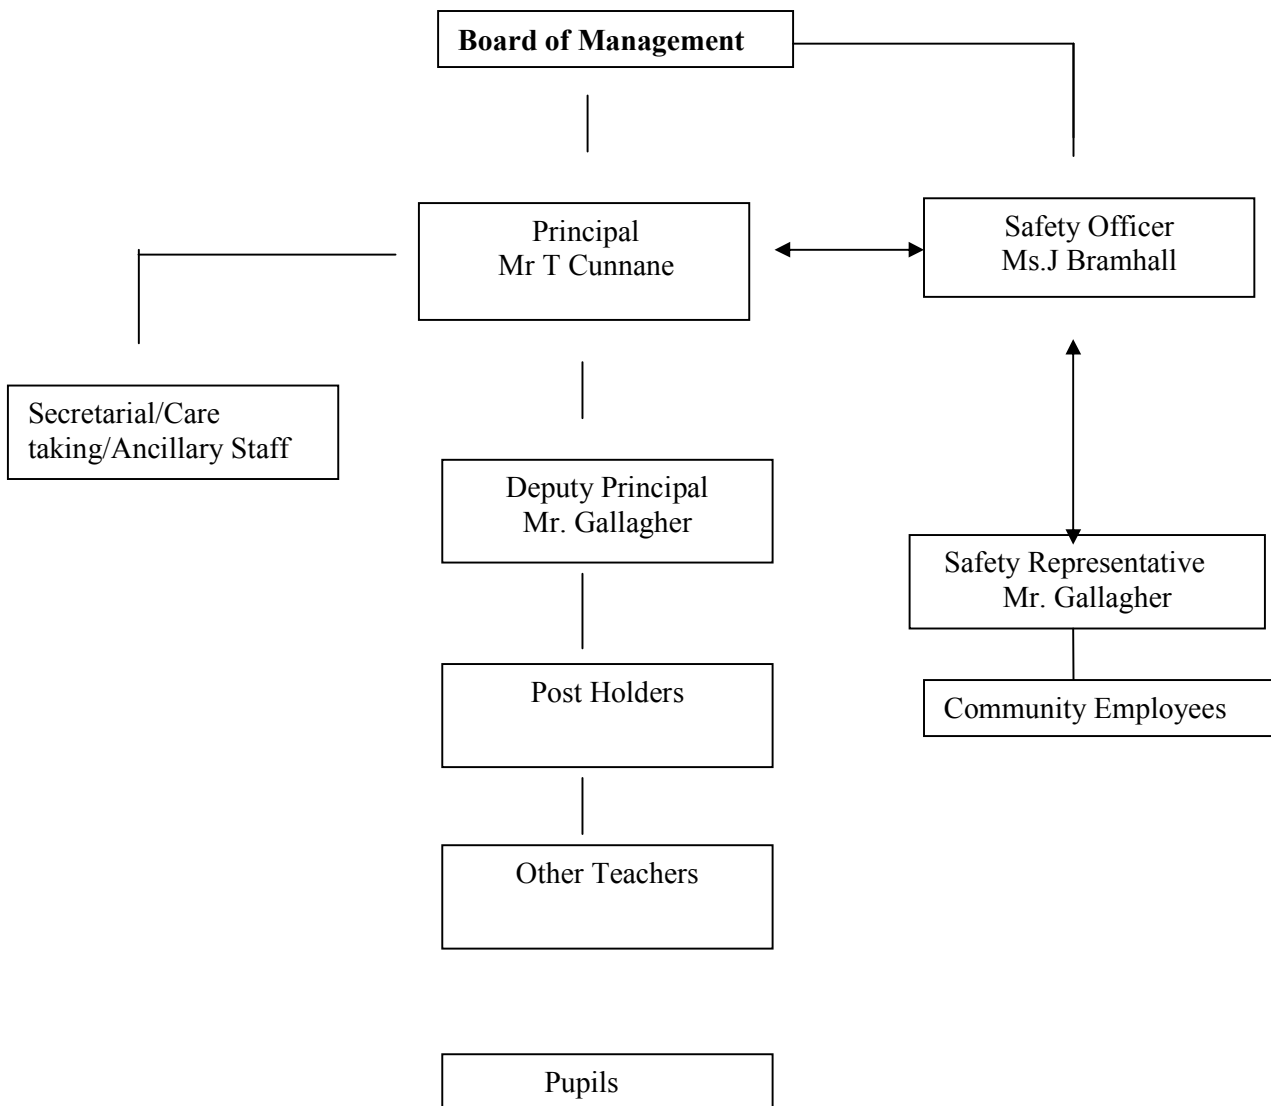 Board of Management
Principal
Mr T Cunnane
Safety Officer
Ms.J Bramhall
Secretarial/Care
taking/Ancillary Staff
Deputy Principal
Mr. Gallagher
Safety Representative
Mr. Gallagher
Post Holders
Community Employees
Other Teachers
Pupils